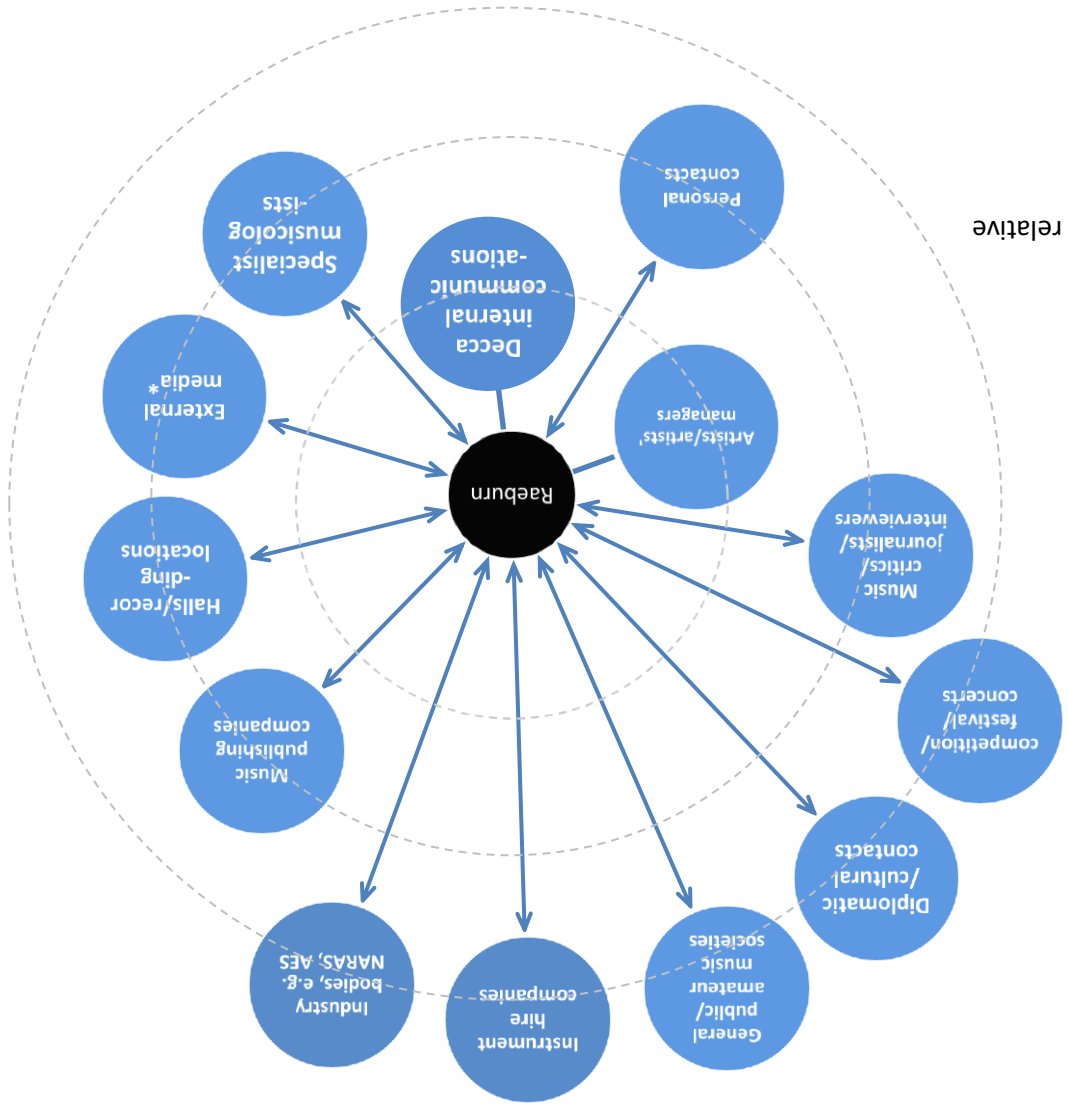 General
public/
amateur
music
societies
Instrument
hire
companies
Industry
bodies, e.g.
NARAS, AES
Diplomatic
/cultural
contacts
competition/
festival/
concerts
Music
publishing
companies
Music
critics/
journalists/
interviewers
Halls/recor
-ding
locations
Raeburn
Artists/artists'
managers
External
media*
Decca
internal
communic
-ations
Specialist
musicolog
-ists
Personal
contacts
relative